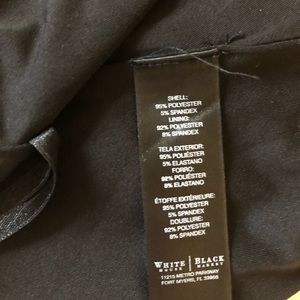 SHELL:
95% POLYESTER
5% SPANDEX
LINING:
92% POLYESTER
8% SPANDEX
TELA EXTERIOR:
95% POLIÉSTER
5% ELASTANO
FORRO:
92% POLIÉSTER
8% ELASTANO
ÉTOFFE EXTÉRIEURE:
95% POLYESTER
5% SPANDEX
DOUBLURE:
92% POLYESTER
8% SPANDEX
WHITE | BLACK
HOUSE | MARKET
11215 METRO PARKWAY
FORT MYERS, FL 33966